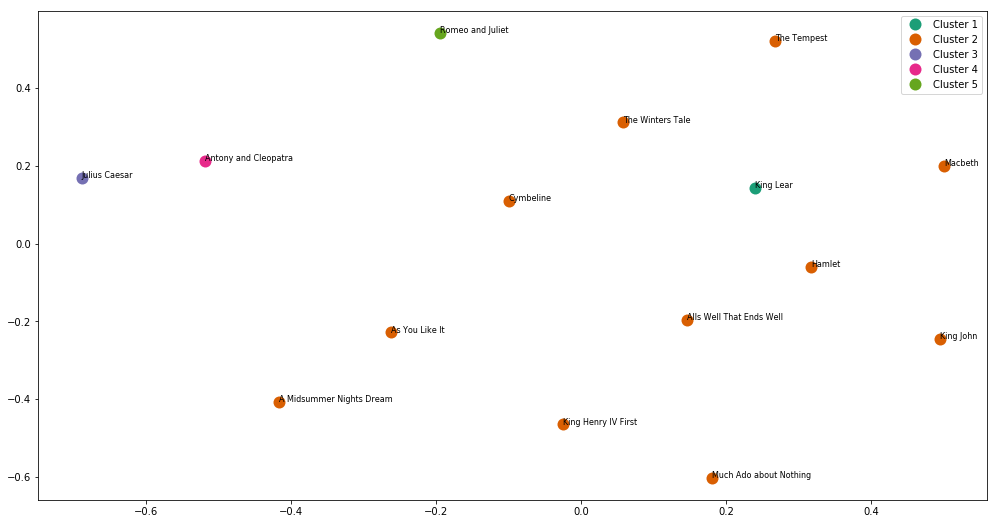 Cluster 1
Cluster 2
Cluster 3
Cluster 4
Cluster 5
Romeo and Juliet
The Tempest
The Winters Tale
Antony and Cleopatra
Julius Caesar
Macbeth
King Lear
Cymbeline
Hamlet
Alls Well That Ends Well
As You Like It
King John
A Midsummer Nights Dream
King Henry IV First
Much Ado about Nothing
0.4
0.2
0.0
−0.2
−0.4
−0.6
−0.6
−0.4
−0.2
0.0
0.2
0.4